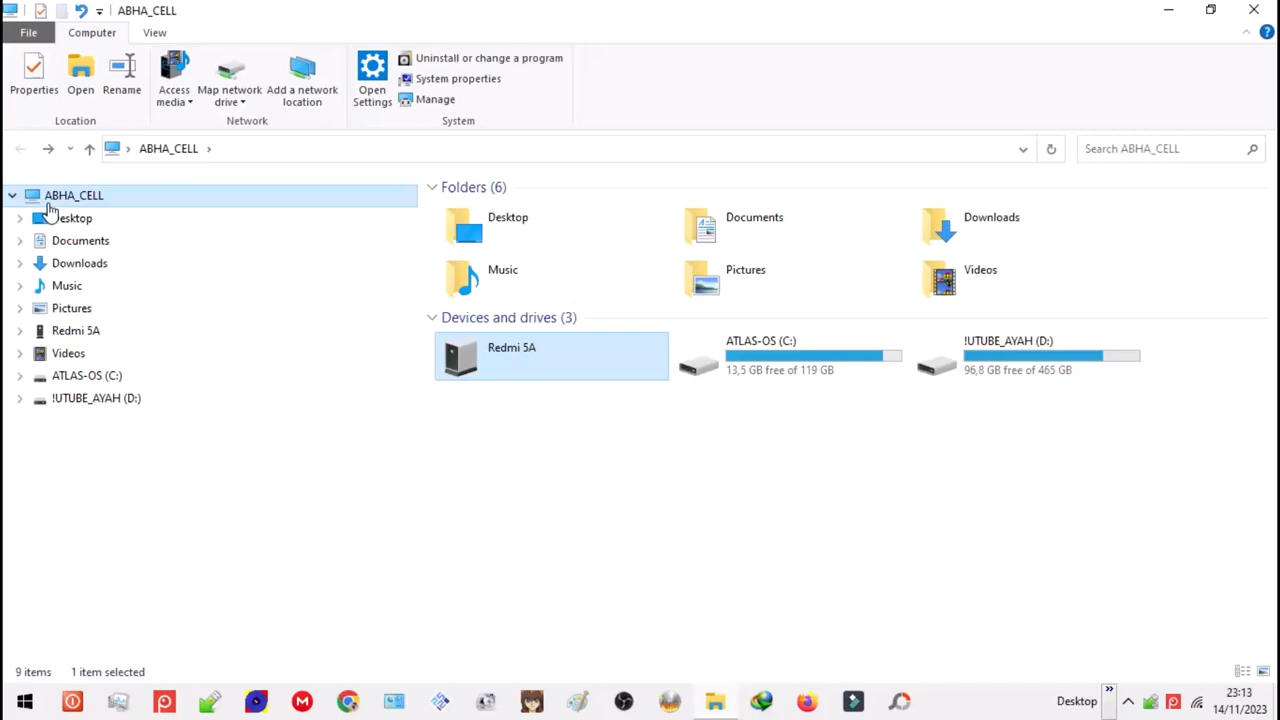 ABHA_CELL
File Computer View
Properties Open Rename Access media Map network drive Add a network location Open Settings Uninstall or change a program
System properties
Manage
Location Network System
ABHA_CELL
Search ABHA_CELL
ABHA_CELL
Desktop
Documents
Downloads
Music
Pictures
Redmi 5A
Videos
ATLAS-OS (C:)
!UTUBE_AYAH (D:)
Folders (6)
Desktop Documents Downloads
Music Pictures Videos
Devices and drives (3)
Redmi 5A
ATLAS-OS (C:)
13,5 GB free of 119 GB
!UTUBE_AYAH (D:)
96,8 GB free of 465 GB
9 items 1 item selected
Desktop
23:13
14/11/2023